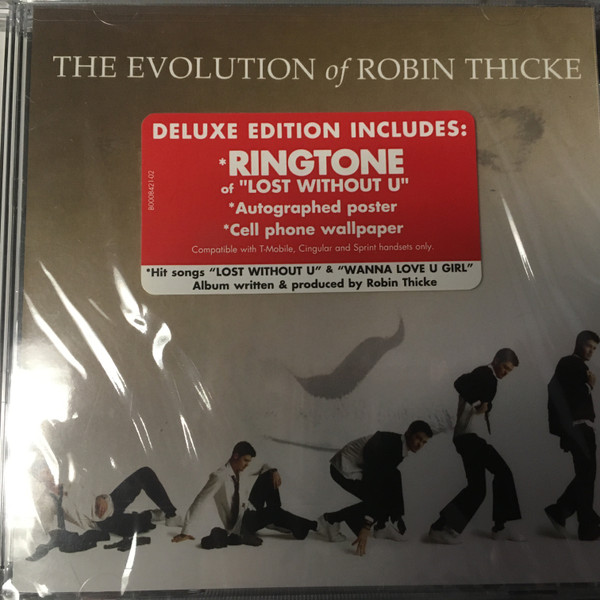 THE EVOLUTION of ROBIN THICKE
DELUXE EDITION INCLUDES:
*RINGTONE
of "LOST WITHOUT U"
*Autographed poster
*Cell phone wallpaper
Compatible with T-Mobile, Cingular and Sprint handsets only.
*Hit songs "LOST WITHOUT U" & "WANNA LOVE U GIRL"
Album written & produced by Robin Thicke
B0008421-02